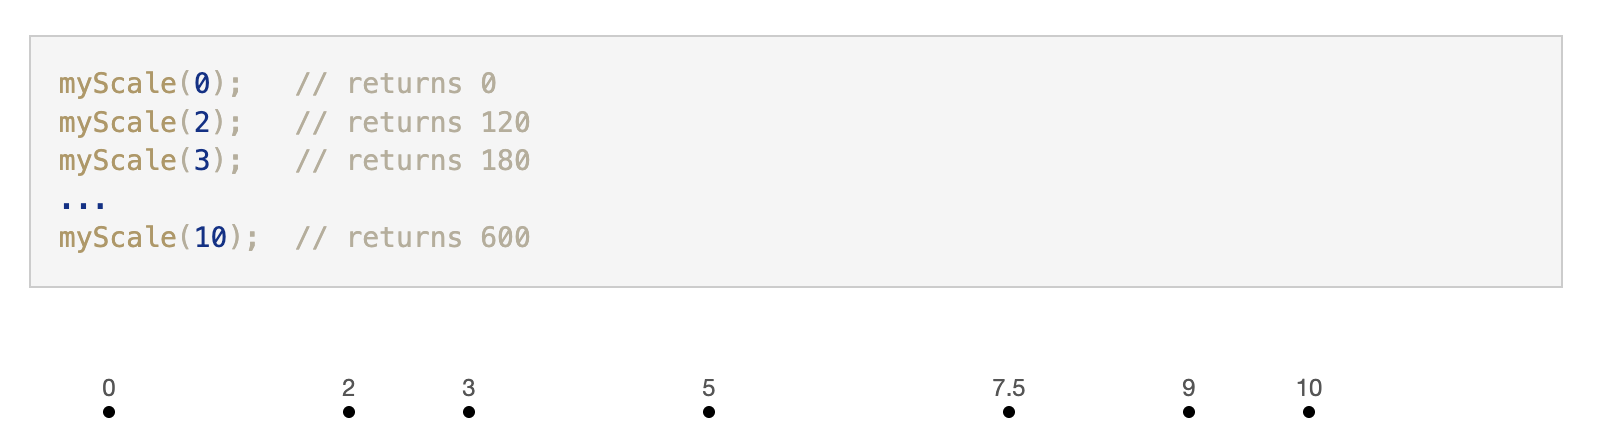 myScale(0);   // returns 0
myScale(2);   // returns 120
myScale(3);   // returns 180
...
myScale(10);  // returns 600
0 2 3 5 7.5 9 10